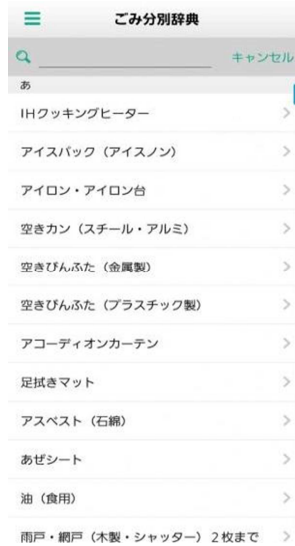 ごみ分別辞典
キャンセル
あ
IHクッキングヒーター
アイスパック（アイスノン）
アイロン・アイロン台
空きカン（スチール・アルミ）
空きびんふた（金属製）
空きびんふた（プラスチック製）
アコーディオンカーテン
足拭きマット
アスベスト（石綿）
あぜシート
油（食用）
雨戸・網戸（木製・シャッター）２枚まで